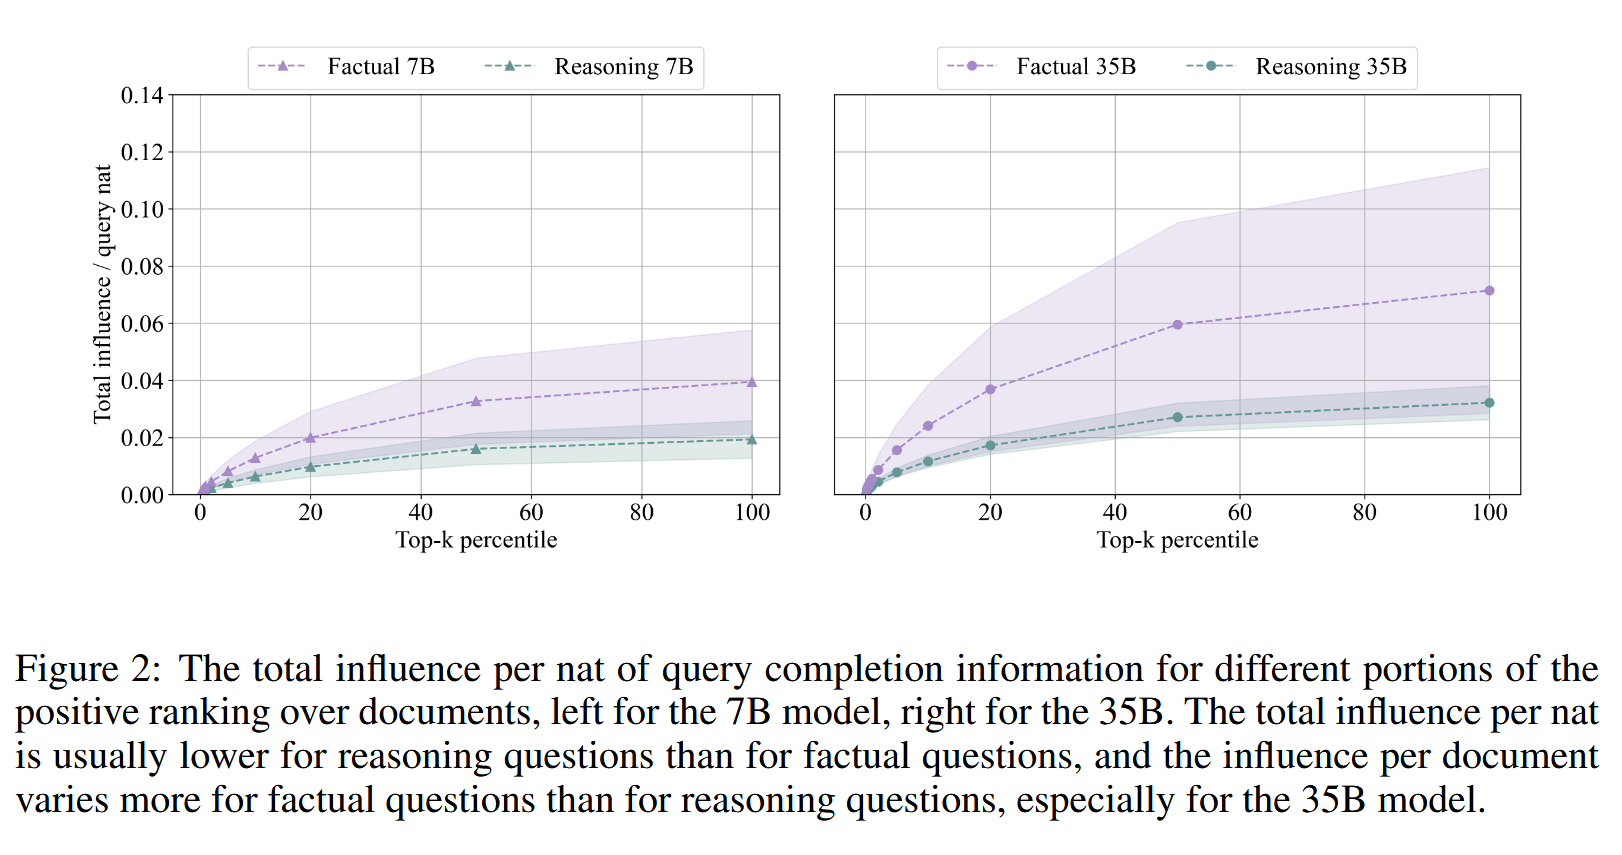 Factual 7B Reasoning 7B Factual 35B Reasoning 35B
Total influence / query nat
0.14
0.12
0.10
0.08
0.06
0.04
0.02
0.00
0 20 40 60 80 100
Top-k percentile
0 20 40 60 80 100
Top-k percentile
Figure 2: The total influence per nat of query completion information for different portions of the
positive ranking over documents, left for the 7B model, right for the 35B. The total influence per nat
is usually lower for reasoning questions than for factual questions, and the influence per document
varies more for factual questions than for reasoning questions, especially for the 35B model.